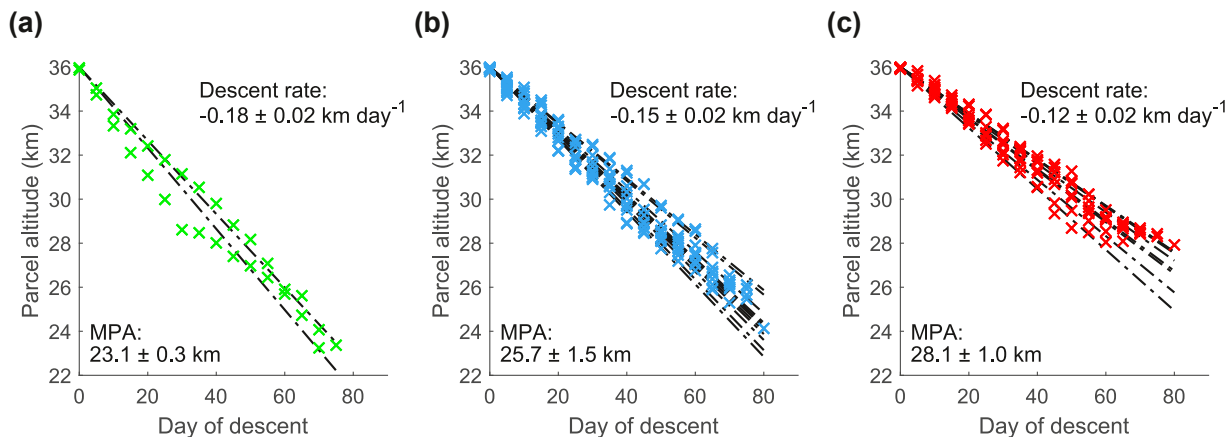 (a)
Descent rate:
-0.18 ± 0.02 km day⁻¹
MPA:
23.1 ± 0.3 km
Parcel altitude (km)
36
34
32
30
28
26
24
22
0
20
40
60
80
Day of descent
(b)
Descent rate:
-0.15 ± 0.02 km day⁻¹
MPA:
25.7 ± 1.5 km
Parcel altitude (km)
36
34
32
30
28
26
24
22
0
20
40
60
80
Day of descent
(c)
Descent rate:
-0.12 ± 0.02 km day⁻¹
MPA:
28.1 ± 1.0 km
Parcel altitude (km)
36
34
32
30
28
26
24
22
0
20
40
60
80
Day of descent